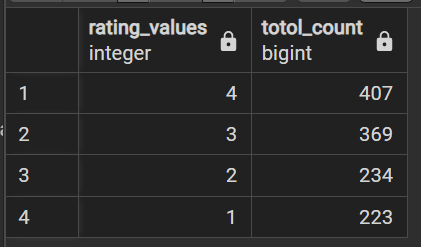 rating_values totol_count
integer bigint
1 4 407
2 3 369
3 2 234
4 1 223